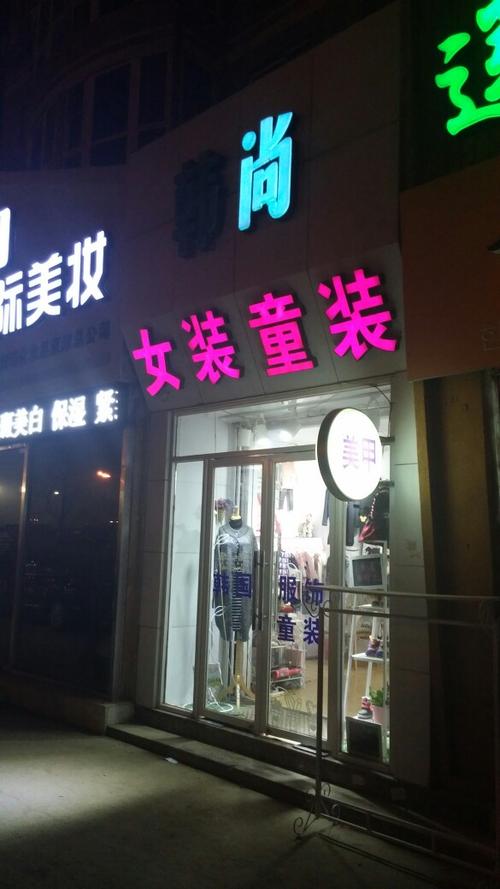 韩尚
女装童装
美甲
韩国服饰
童装
际美妆
美白 保湿 紧